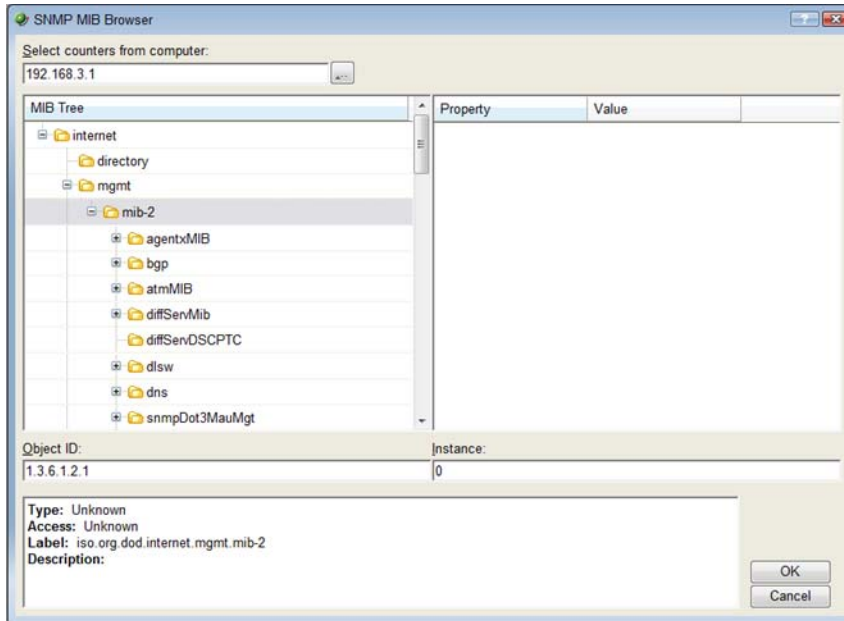 SNMP MIB Browser
Select counters from computer:
192.168.3.1
...
MIB Tree
Property Value
internet
directory
mgmt
mib-2
agentxMIB
bgp
atmMIB
diffServMib
diffServDSCPTC
dlsw
dns
snmpDot3MauMgt
Object ID: Instance:
1.3.6.1.2.1 0
Type: Unknown
Access: Unknown
Label: iso.org.dod.internet.mgmt.mib-2
Description:
OK
Cancel